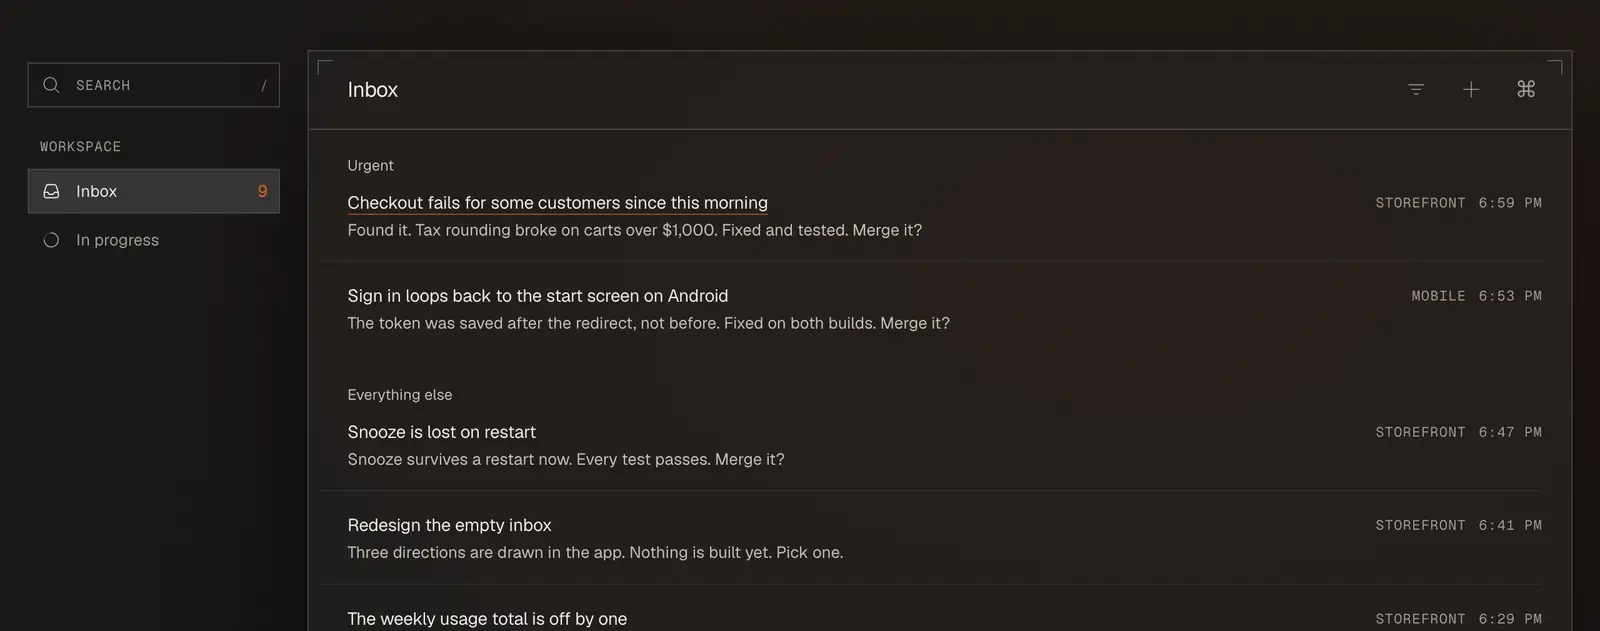 SEARCH /
WORKSPACE
Inbox 9
In progress
Inbox
Urgent
Checkout fails for some customers since this morning STOREFRONT 6:59 PM
Found it. Tax rounding broke on carts over $1,000. Fixed and tested. Merge it?
Sign in loops back to the start screen on Android MOBILE 6:53 PM
The token was saved after the redirect, not before. Fixed on both builds. Merge it?
Everything else
Snooze is lost on restart STOREFRONT 6:47 PM
Snooze survives a restart now. Every test passes. Merge it?
Redesign the empty inbox STOREFRONT 6:41 PM
Three directions are drawn in the app. Nothing is built yet. Pick one.
The weekly usage total is off by one STOREFRONT 6:29 PM